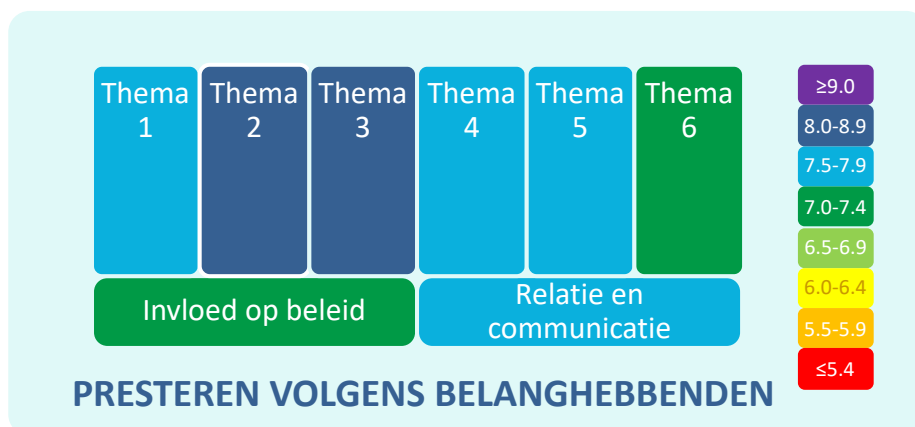 Thema
1
Thema
2
Thema
3
Thema
4
Thema
5
Thema
6
Invloed op beleid
Relatie en
communicatie
PRESTEREN VOLGENS BELANGHEBBENDEN
≥9.0
8.0-8.9
7.5-7.9
7.0-7.4
6.5-6.9
6.0-6.4
5.5-5.9
≤5.4